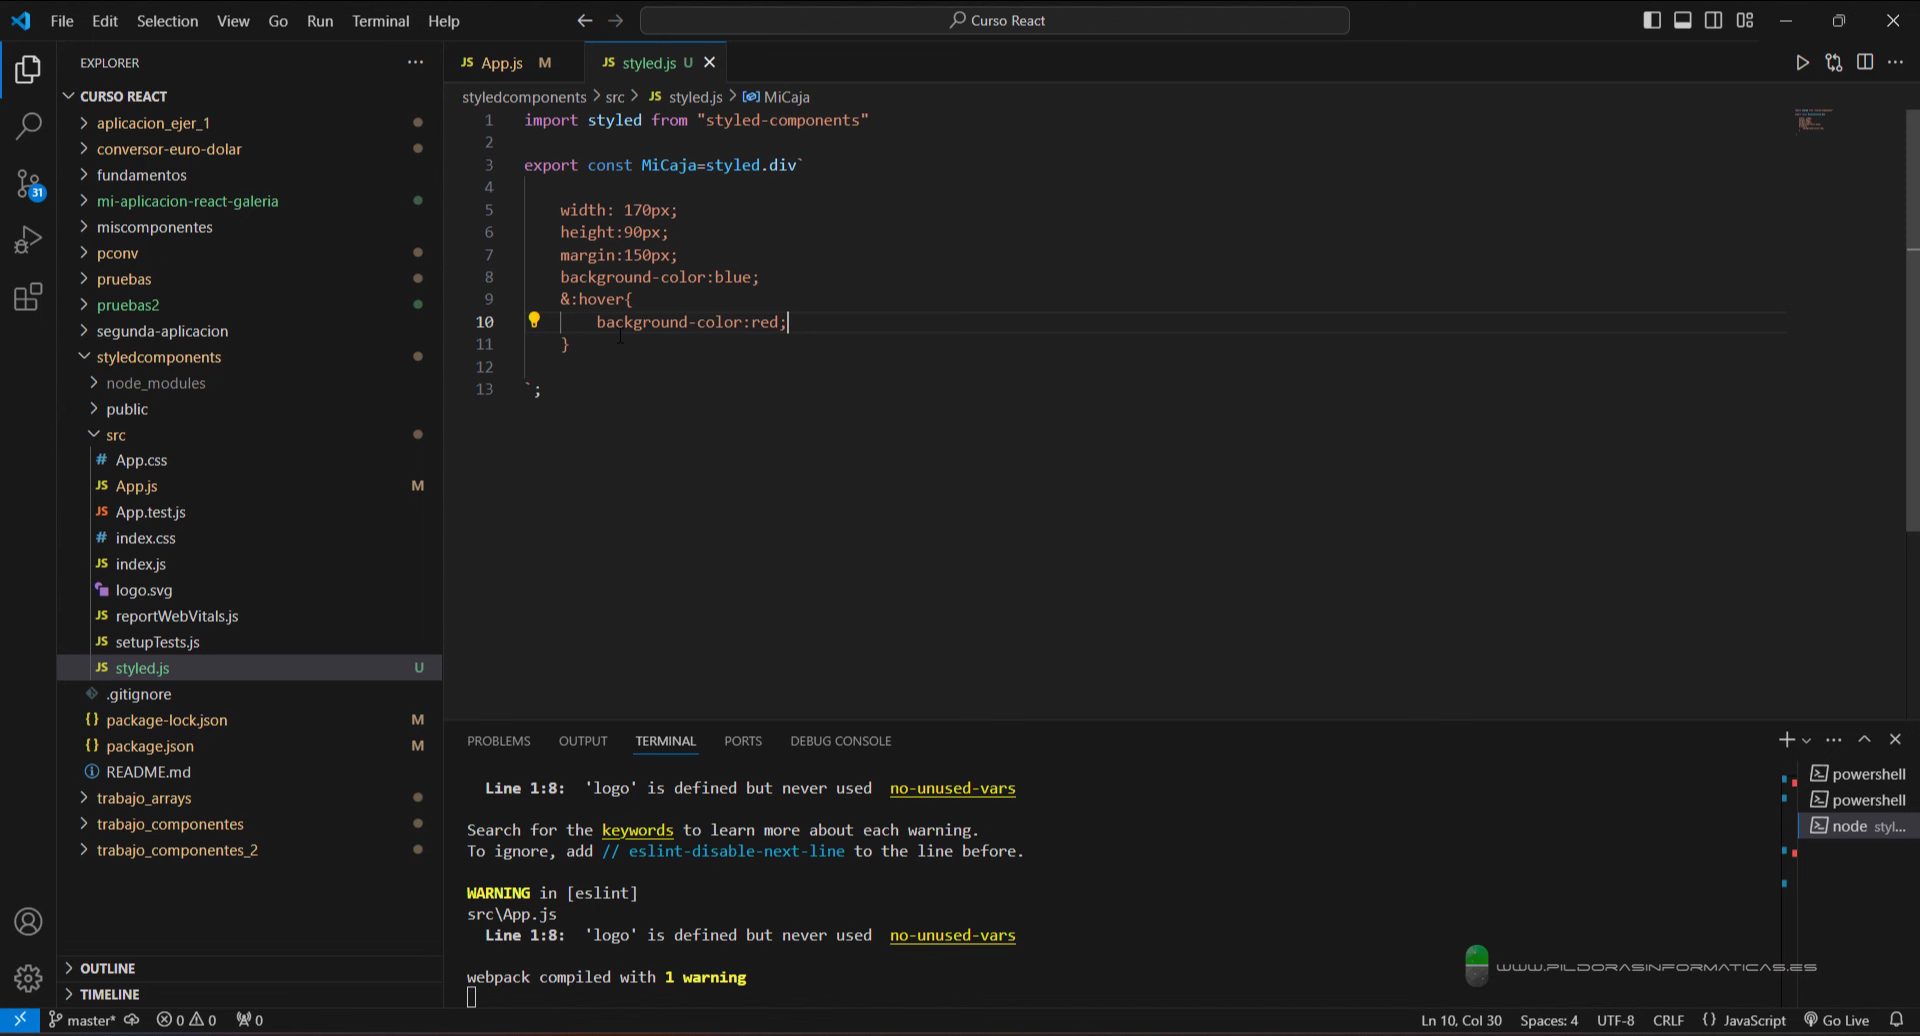 File Edit Selection View Go Run Terminal Help
Curso React
EXPLORER
CURSO REACT
aplicacion_ejer_1
conversor-euro-dolar
fundamentos
mi-aplicacion-react-galeria
miscomponentes
pconv
pruebas
pruebas2
segunda-aplicacion
styledcomponents
node_modules
public
src
# App.css
JS App.js M
JS App.test.js
# index.css
JS index.js
logo.svg
JS reportWebVitals.js
JS setupTests.js
JS styled.js U
.gitignore
{} package-lock.json M
{} package.json M
README.md
trabajo_arrays
trabajo_componentes
trabajo_componentes_2
OUTLINE
TIMELINE
31
JS App.js M
JS styled.js U
styledcomponents > src > JS styled.js > MiCaja
1 import styled from "styled-components"
2
3 export const MiCaja=styled.div`
4
5 width: 170px;
6 height:90px;
7 margin:150px;
8 background-color:blue;
9 &:hover{
10 background-color:red;
11 }
12
13 `;
PROBLEMS OUTPUT TERMINAL PORTS DEBUG CONSOLE
Line 1:8: 'logo' is defined but never used no-unused-vars
Search for the keywords to learn more about each warning.
To ignore, add // eslint-disable-next-line to the line before.
WARNING in [eslint]
src\App.js
Line 1:8: 'logo' is defined but never used no-unused-vars
webpack compiled with 1 warning
powershell
powershell
node styl...
WWW.PILDORASINFORMATICAS.ES
master* 0 0 0
Ln 10, Col 30 Spaces: 4 UTF-8 CRLF {} JavaScript Go Live